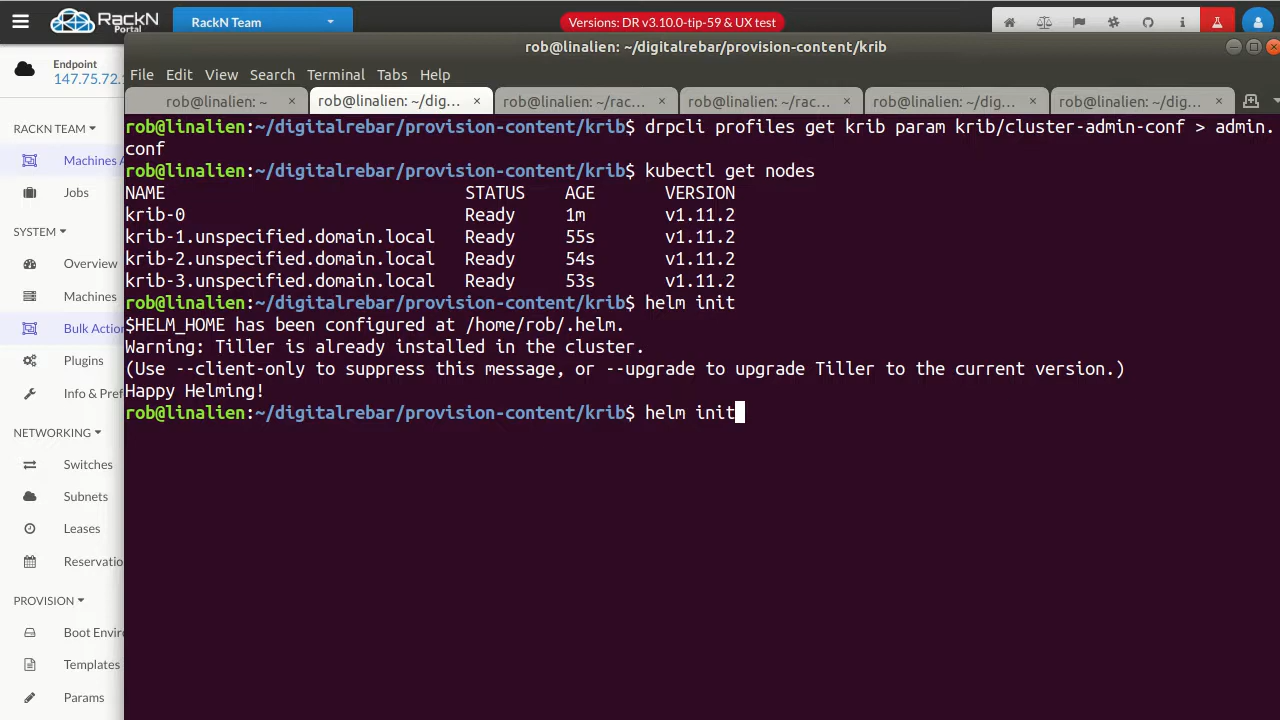 RackN Portal
RackN Team
Versions: DR v3.10.0-tip-59 & UX test
rob@linalien: ~/digitalrebar/provision-content/krib
Endpoint
147.75.72.
File Edit View Search Terminal Tabs Help
rob@linalien: ~ ×
rob@linalien: ~/dig... ×
rob@linalien: ~/rac... ×
rob@linalien: ~/rac... ×
rob@linalien: ~/dig... ×
rob@linalien: ~/dig... ×
RACKN TEAM
Machines A
Jobs
SYSTEM
Overview
Machines
Bulk Action
Plugins
Info & Pref
NETWORKING
Switches
Subnets
Leases
Reservatio
PROVISION
Boot Envir
Templates
Params
rob@linalien:~/digitalrebar/provision-content/krib$ drpcli profiles get krib param krib/cluster-admin-conf > admin.
conf
rob@linalien:~/digitalrebar/provision-content/krib$ kubectl get nodes
NAME STATUS AGE VERSION
krib-0 Ready 1m v1.11.2
krib-1.unspecified.domain.local Ready 55s v1.11.2
krib-2.unspecified.domain.local Ready 54s v1.11.2
krib-3.unspecified.domain.local Ready 53s v1.11.2
rob@linalien:~/digitalrebar/provision-content/krib$ helm init
$HELM_HOME has been configured at /home/rob/.helm.
Warning: Tiller is already installed in the cluster.
(Use --client-only to suppress this message, or --upgrade to upgrade Tiller to the current version.)
Happy Helming!
rob@linalien:~/digitalrebar/provision-content/krib$ helm init